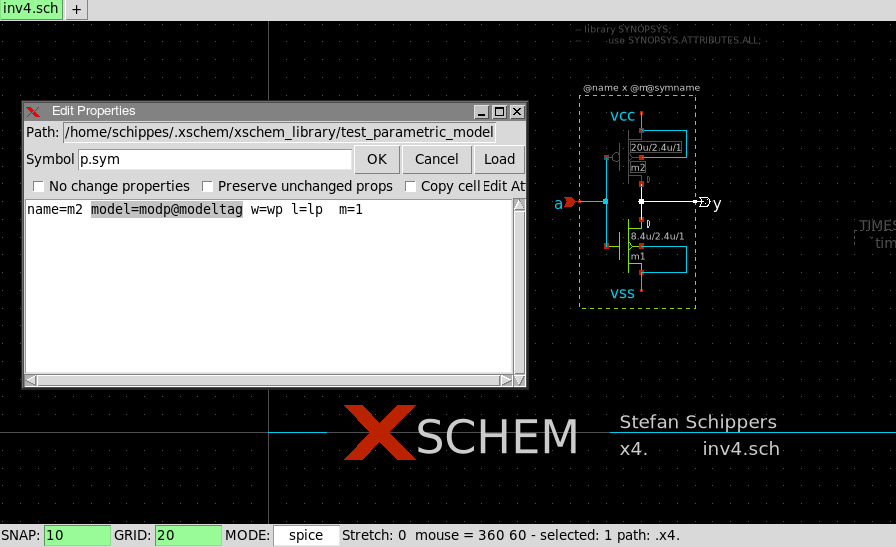 inv4.sch +
-- library SYNOPSYS;
-- use SYNOPSYS.ATTRIBUTES.ALL;
@name x @m@symname
Edit Properties
Path: /home/schippes/.xschem/xschem_library/test_parametric_model
Symbol p.sym OK Cancel Load
No change properties Preserve unchanged props Copy cell Edit At
name=m2 model=modp@modeltag w=wp l=lp m=1
vcc
20u/2.4u/1
m2
D
a
y
D
8.4u/2.4u/1
m1
vss
TIMES
tim
XSCHEM
Stefan Schippers
x4. inv4.sch
SNAP: 10 GRID: 20 MODE: spice Stretch: 0 mouse = 360 60 - selected: 1 path: .x4.